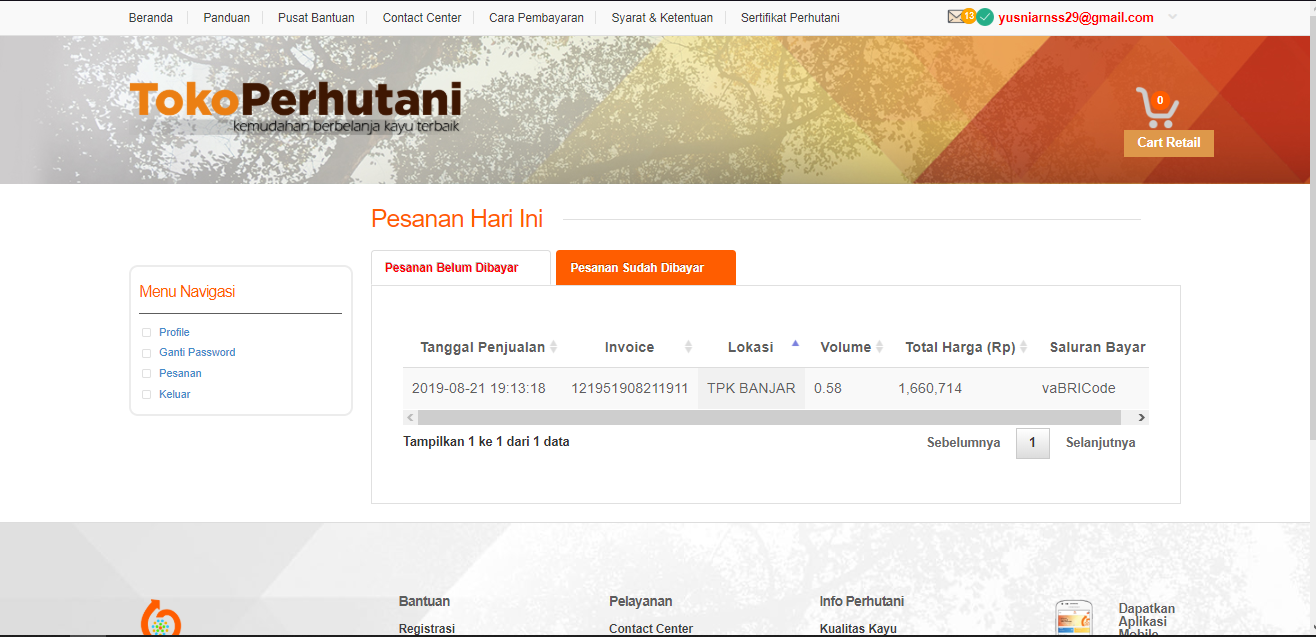 Beranda Panduan Pusat Bantuan Contact Center Cara Pembayaran Syarat & Ketentuan Sertifikat Perhutani 13 yusniarnss29@gmail.com
TokoPerhutani
kemudahan berbelanja kayu terbaik
0
Cart Retail
Pesanan Hari Ini
Pesanan Belum Dibayar Pesanan Sudah Dibayar
Menu Navigasi
Profile
Ganti Password
Pesanan
Keluar
Tanggal Penjualan Invoice Lokasi Volume Total Harga (Rp) Saluran Bayar
2019-08-21 19:13:18 121951908211911 TPK BANJAR 0.58 1,660,714 vaBRICode
Tampilkan 1 ke 1 dari 1 data
Sebelumnya 1 Selanjutnya
Bantuan Pelayanan Info Perhutani
Registrasi Contact Center Kualitas Kayu
Dapatkan
Aplikasi
Mobile